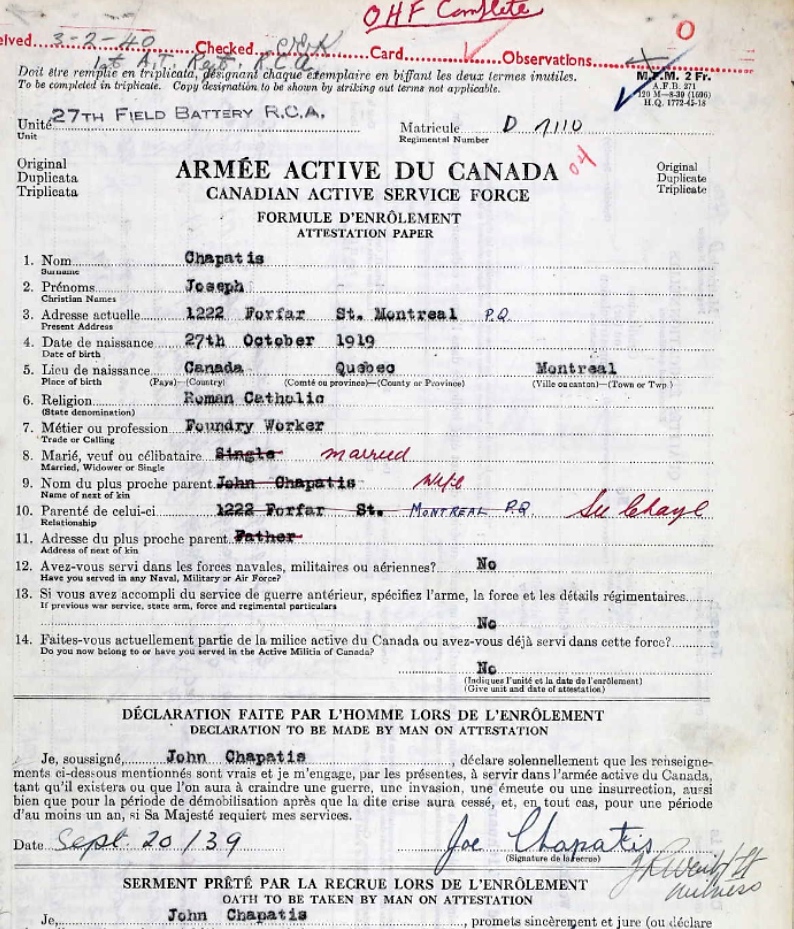 OHF Complete
eived 3-2-40 Checked Card Observations
O
1st A.T. Regt. R.C.A.
Doit être remplie en triplicata, désignant chaque exemplaire en biffant les deux termes inutiles.
To be completed in triplicate. Copy designation to be shown by striking out terms not applicable.
M.F.M. 2 Fr.
A.F.B. 271
120 M—8-39 (1696)
H.Q. 1772-45-18
Unité 27TH FIELD BATTERY R.C.A.
Unit
Matricule D 7110
Regimental Number
04
Original
Duplicata
Triplicata
ARMÉE ACTIVE DU CANADA
CANADIAN ACTIVE SERVICE FORCE
Original
Duplicate
Triplicate
FORMULE D'ENRÔLEMENT
ATTESTATION PAPER
1. Nom Chapatis
Surname
2. Prénoms Joseph
Christian Names
3. Adresse actuelle 1222 Forfar St. Montreal P.Q.
Present Address
4. Date de naissance 27th October 1919
Date of birth
5. Lieu de naissance Canada Quebec Montreal
Place of birth (Pays)—(Country) (Comté ou province)—(County or Province) (Ville ou canton)—(Town or Twp.)
6. Religion Roman Catholic
(State denomination)
7. Métier ou profession Foundry Worker
Trade or Calling
8. Marié, veuf ou célibataire Single married
Married, Widower or Single
9. Nom du plus proche parent John Chapatis Wife
Name of next of kin
10. Parenté de celui-ci 1222 Forfar St. MONTREAL P.Q.
Relationship
11. Adresse du plus proche parent Father
Address of next of kin
12. Avez-vous servi dans les forces navales, militaires ou aériennes? No
Have you served in any Naval, Military or Air Force?
13. Si vous avez accompli du service de guerre antérieur, spécifiez l'arme, la force et les détails régimentaires
If previous war service, state arm, force and regimental particulars
No
14. Faites-vous actuellement partie de la milice active du Canada ou avez-vous déjà servi dans cette force?
Do you now belong to or have you served in the Active Militia of Canada?
No
(Indiquez l'unité et la date de l'enrôlement)
(Give unit and date of attestation)
DÉCLARATION FAITE PAR L'HOMME LORS DE L'ENRÔLEMENT
DECLARATION TO BE MADE BY MAN ON ATTESTATION
Je, soussigné, John Chapatis, déclare solennellement que les renseigne-
ments ci-dessous mentionnés sont vrais et je m'engage, par les présentes, à servir dans l'armée active du Canada,
tant qu'il existera ou que l'on aura à craindre une guerre, une invasion, une émeute ou une insurrection, aussi
bien que pour la période de démobilisation après que la dite crise aura cessé, et, en tout cas, pour une période
d'au moins un an, si Sa Majesté requiert mes services.
Date Sept. 20/39 Joe Chapatis
(Signature de la recrue)
witness
SERMENT PRÊTÉ PAR LA RECRUE LORS DE L'ENRÔLEMENT
OATH TO BE TAKEN BY MAN ON ATTESTATION
Je, John Chapatis, promets sincèrement et jure (ou déclare